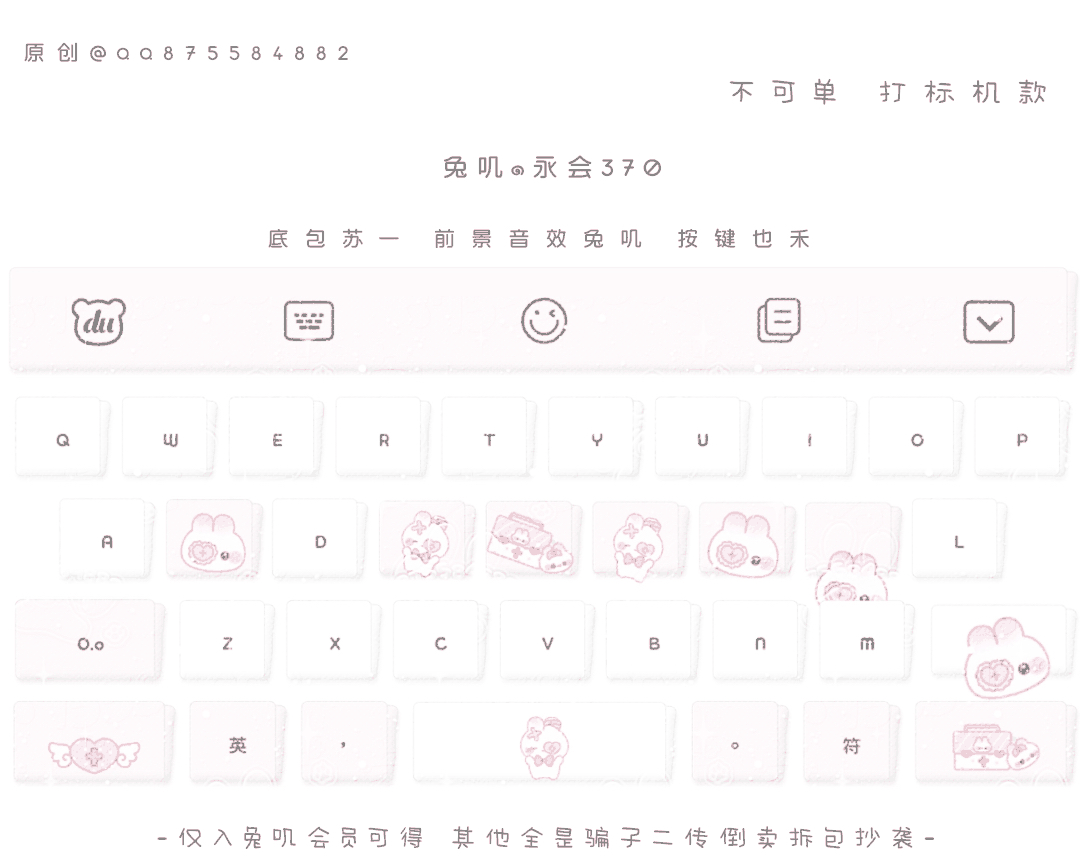 原创@qq875584882
不可单 打标机款
兔叽๑永会370
底包苏一 前景音效兔叽 按键也禾
du
Q W E R T Y U I O P
A D L
0.o Z X C V B n m
英 , 。 符
-仅入兔叽会员可得 其他全是骗子二传倒卖拆包抄袭-